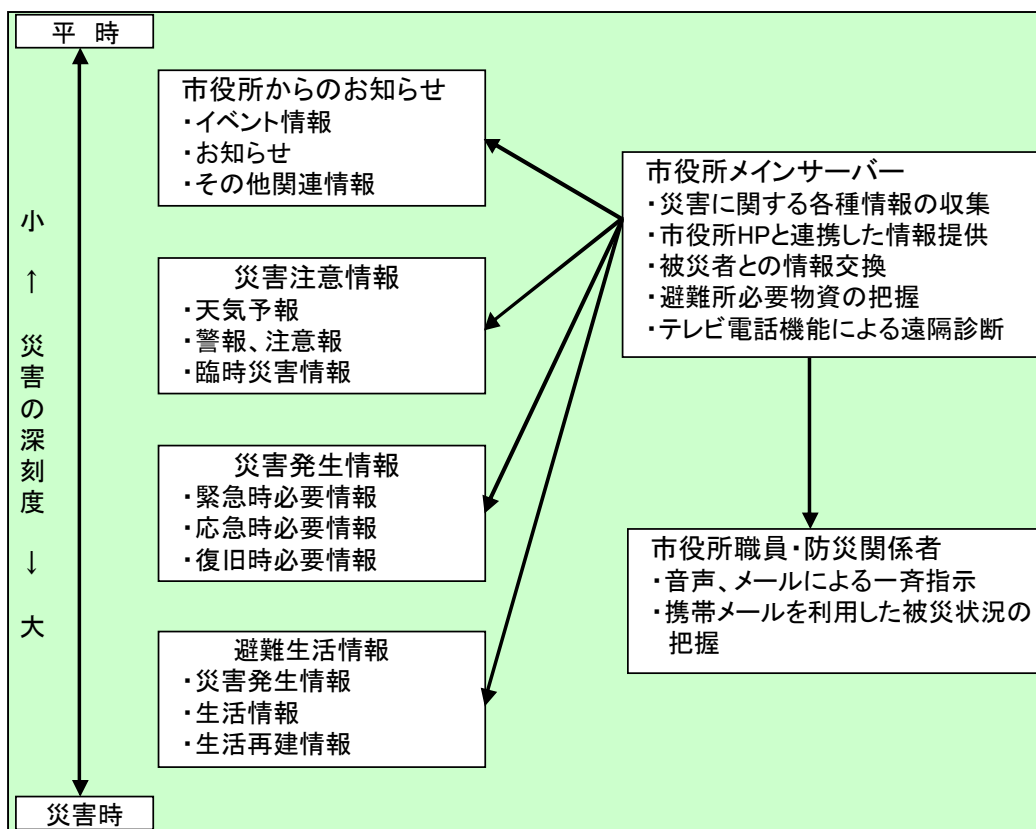 平 時
市役所からのお知らせ
・イベント情報
・お知らせ
・その他関連情報
災害注意情報
・天気予報
・警報、注意報
・臨時災害情報
災害発生情報
・緊急時必要情報
・応急時必要情報
・復旧時必要情報
避難生活情報
・災害発生情報
・生活情報
・生活再建情報
市役所メインサーバー
・災害に関する各種情報の収集
・市役所HPと連携した情報提供
・被災者との情報交換
・避難所必要物資の把握
・テレビ電話機能による遠隔診断
市役所職員・防災関係者
・音声、メールによる一斉指示
・携帯メールを利用した被災状況の
把握
小 ↑ 災害の深刻度 ↓ 大
災害時